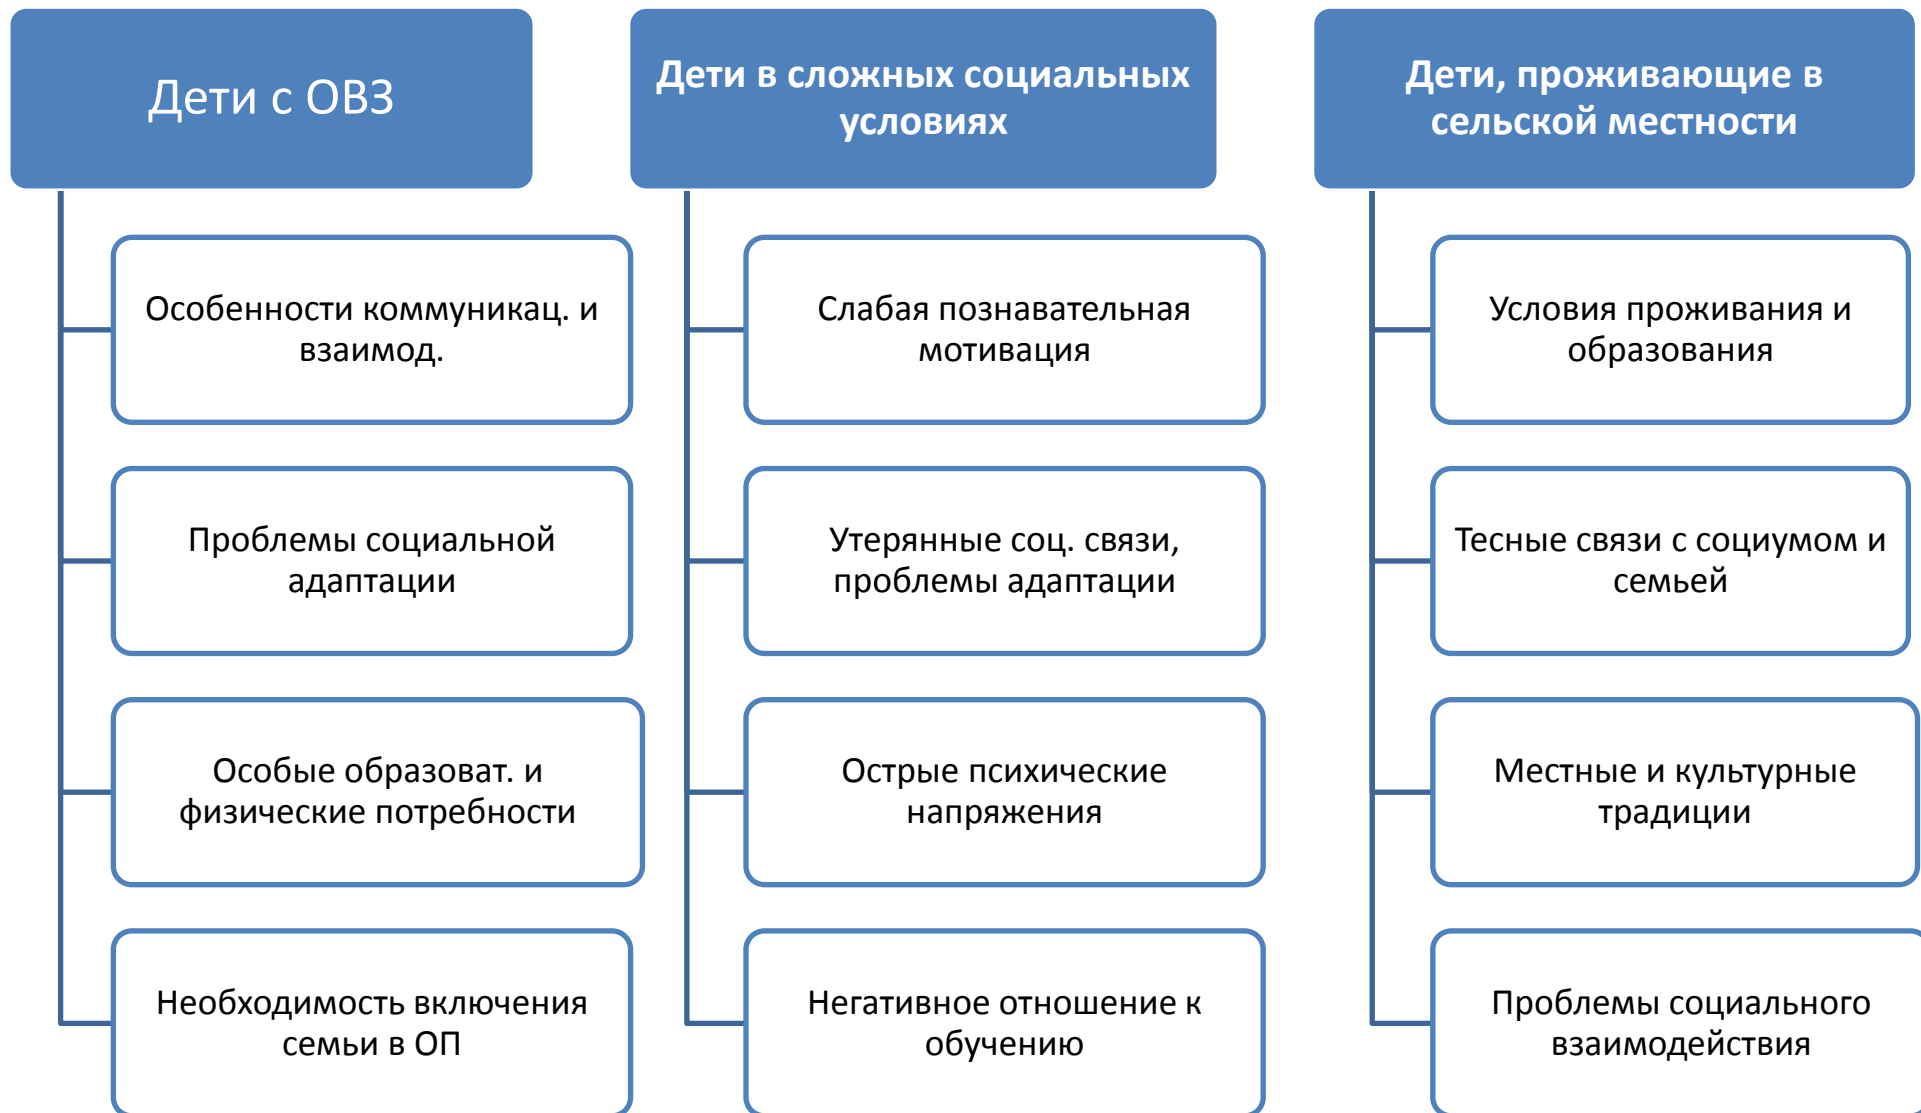 Дети с ОВЗ
Особенности коммуникац. и
взаимод.
Проблемы социальной
адаптации
Особые образоват. и
физические потребности
Необходимость включения
семьи в ОП
Дети в сложных социальных
условиях
Слабая познавательная
мотивация
Утерянные соц. связи,
проблемы адаптации
Острые психические
напряжения
Негативное отношение к
обучению
Дети, проживающие в
сельской местности
Условия проживания и
образования
Тесные связи с социумом и
семьей
Местные и культурные
традиции
Проблемы социального
взаимодействия